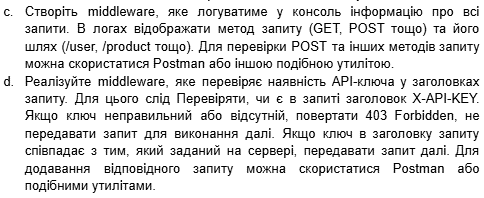 c. Створіть middleware, яке логуватиме у консоль інформацію про всі
запити. В логах відображати метод запиту (GET, POST тощо) та його
шлях (/user, /product тощо). Для перевірки POST та інших методів запиту
можна скористатися Postman або іншою подібною утилітою.
d. Реалізуйте middleware, яке перевіряє наявність API-ключа у заголовках
запиту. Для цього слід Перевіряти, чи є в запиті заголовок X-API-KEY.
Якщо ключ неправильний або відсутній, повертати 403 Forbidden, не
передавати запит для виконання далі. Якщо ключ в заголовку запиту
співпадає з тим, який заданий на сервері, передавати запит далі. Для
додавання відповідного запиту можна скористатися Postman або
подібними утилитами.